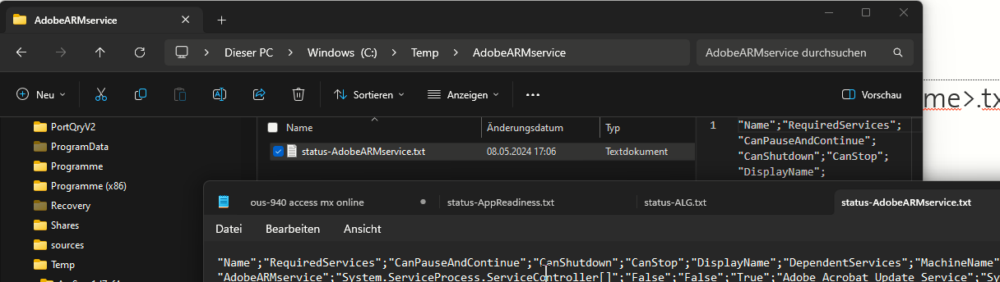 AdobeARMservice
Dieser PC > Windows (C:) > Temp > AdobeARMservice
AdobeARMservice durchsuchen
Neu
Sortieren
Anzeigen
Vorschau
me>.tx
PortQryV2
ProgramData
Programme
Programme (x86)
Recovery
Shares
sources
Temp
Name Änderungsdatum Typ
status-AdobeARMservice.txt 08.05.2024 17:06 Textdokument
1 "Name";"RequiredServices";
"CanPauseAndContinue";
"CanShutdown";"CanStop";
"DisplayName";
ous-940 access mx online status-AppReadiness.txt status-ALG.txt status-AdobeARMservice.txt
Datei Bearbeiten Ansicht
"Name";"RequiredServices";"CanPauseAndContinue";"CanShutdown";"CanStop";"DisplayName";"DependentServices";"MachineName"
"AdobeARMservice";"System.ServiceProcess.ServiceController[]";"False";"False";"True";"Adobe Acrobat Update Service";"Sy